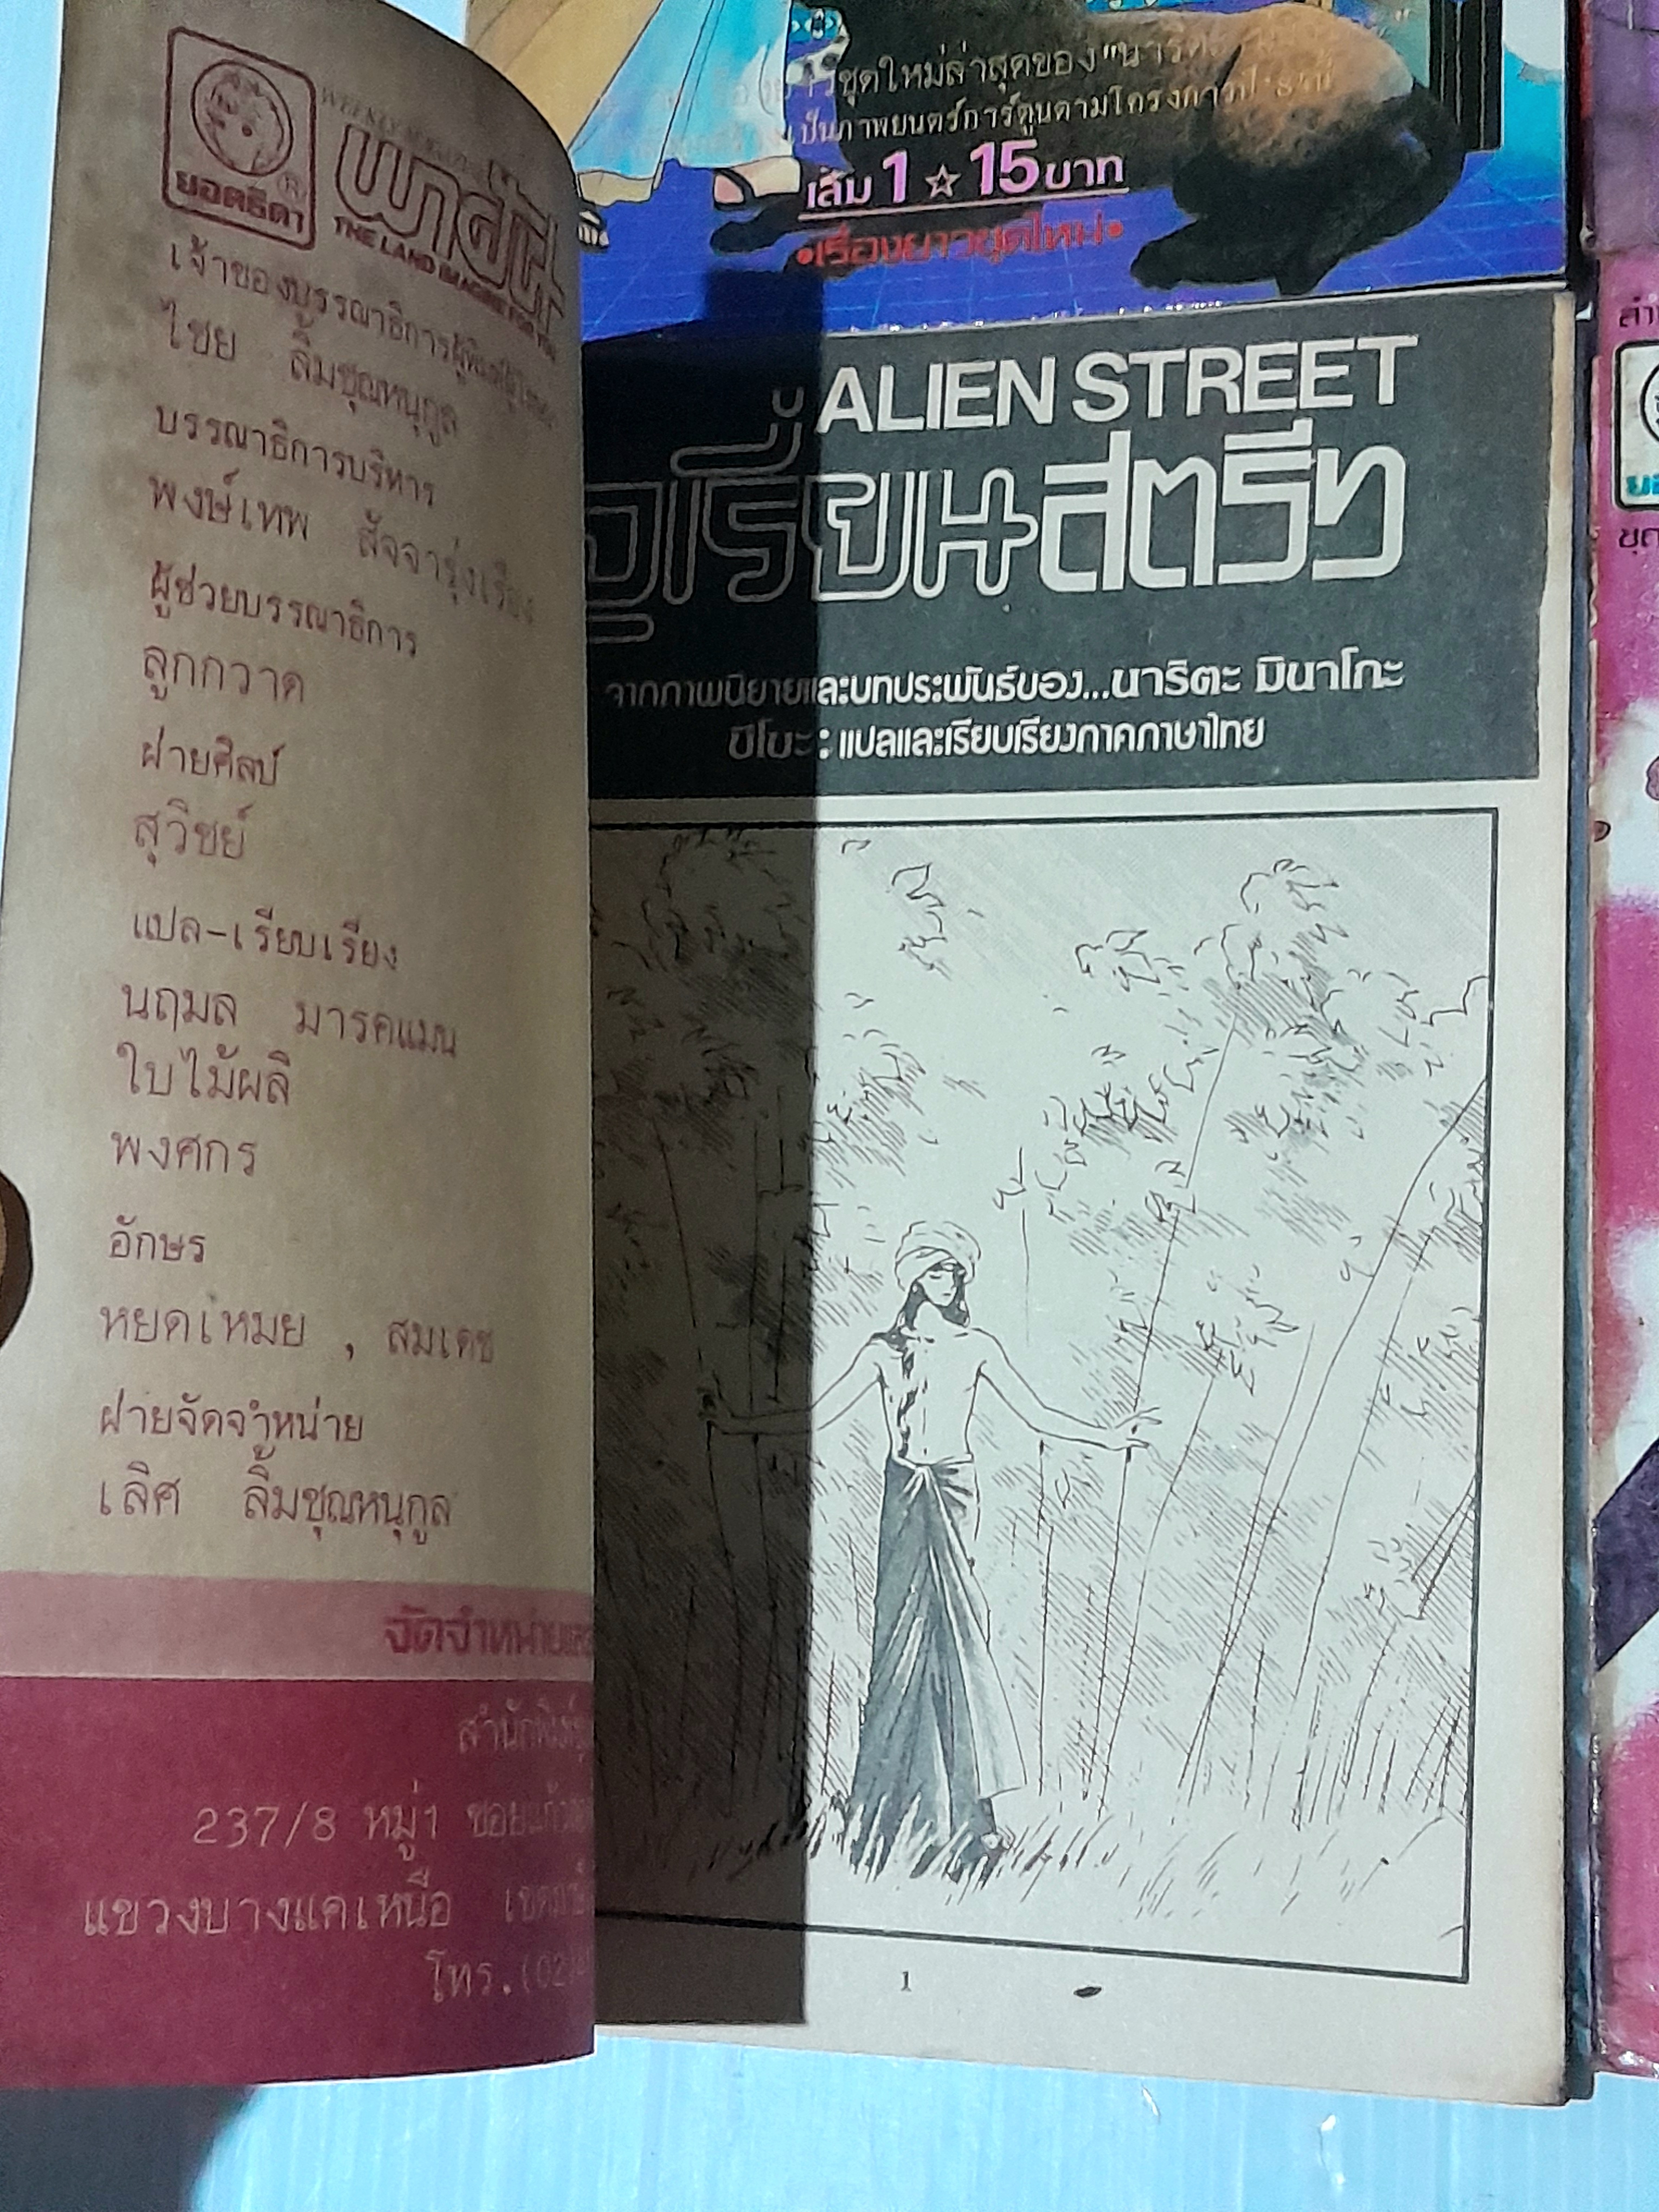 ยอดธิดา
®
พาฝัน
THE LAND IMAGINE FOR YOU
เจ้าของบรรณาธิการ
ไชย ลิ้มชุณหนุกูล
บรรณาธิการบริหาร
พงษ์เทพ สัจจารุ่งเรือง
ผู้ช่วยบรรณาธิการ
ลูกกวาด
ฝ่ายศิลป์
สุวิชย์
แปล-เรียบเรียง
นฤมล มารคแมน
ใบไม้ผลิ
พงศกร
อักษร
หยดเหมย , สมเดช
ฝ่ายจัดจำหน่าย
เลิศ ลิ้มชุณหนุกูล
จัดจำหน่าย
สำนักพิมพ์
237/8 หมู่1 ซอย
แขวงบางแคเหนือ
โทร.(02)
ชุดใหม่ล่าสุดของ "นาริตะ
เป็นภาพยนตร์การ์ตูนตามโครงการ
เล่ม 1 ☆ 15 บาท
•เรื่องยาวชุดใหม่•
ALIEN STREET
สตรีท
จากภาพนิยายและบทประพันธ์ของ...นาริตะ มินาโกะ
ชิโบะ : แปลและเรียบเรียงภาคภาษาไทย
1